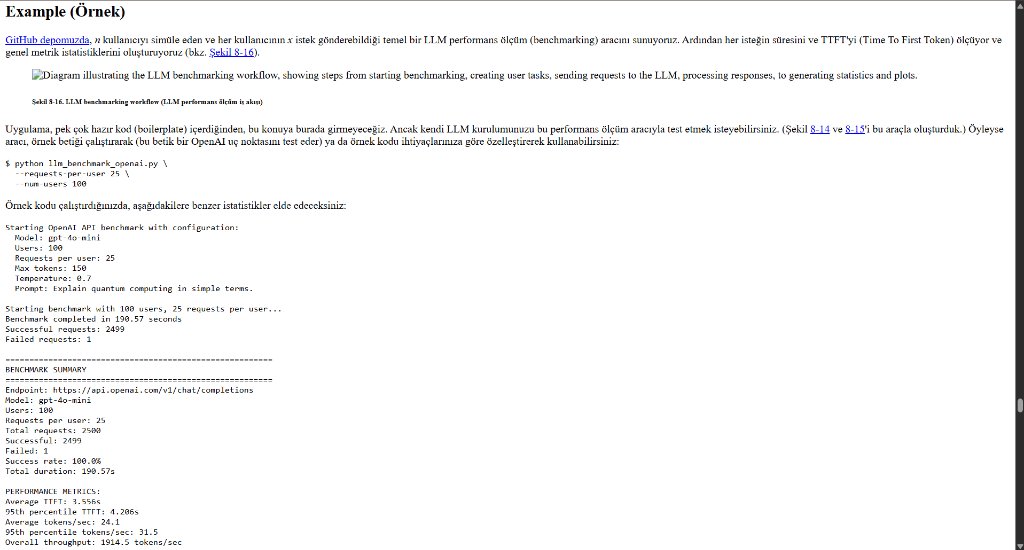 Example (Örnek)
GitHub depomuzda, n kullanıcıyı simüle eden ve her kullanıcının x istek gönderebildiği temel bir LLM performans ölçüm (benchmarking) aracını sunuyoruz. Ardından her isteğin süresini ve TTFT'yi (Time To First Token) ölçüyor ve
genel metrik istatistiklerini oluşturuyoruz (bkz. Şekil 8-16).
Diagram illustrating the LLM benchmarking workflow, showing steps from starting benchmarking, creating user tasks, sending requests to the LLM, processing responses, to generating statistics and plots.
Şekil 8-16. LLM benchmarking workflow (LLM performans ölçüm iş akışı)
Uygulama, pek çok hazır kod (boilerplate) içerdiğinden, bu konuya burada girmeyeceğiz. Ancak kendi LLM kurulumunuzu bu performans ölçüm aracıyla test etmek isteyebilirsiniz. (Şekil 8-14 ve 8-15'i bu araçla oluşturduk.) Öyleyse
aracı, örnek betiği çalıştırarak (bu betik bir OpenAI uç noktasını test eder) ya da örnek kodu ihtiyaçlarınıza göre özelleştirerek kullanabilirsiniz:
$ python llm_benchmark_openai.py \
--requests-per-user 25 \
--num-users 100
Örnek kodu çalıştırdığınızda, aşağıdakilere benzer istatistikler elde edeceksiniz:
Starting OpenAI API benchmark with configuration:
Model: gpt-4o-mini
Users: 100
Requests per user: 25
Max tokens: 150
Temperature: 0.7
Prompt: Explain quantum computing in simple terms.
Starting benchmark with 100 users, 25 requests per user...
Benchmark completed in 190.57 seconds
Successful requests: 2499
Failed requests: 1
============================================================
BENCHMARK SUMMARY
============================================================
Endpoint: https://api.openai.com/v1/chat/completions
Model: gpt-4o-mini
Users: 100
Requests per user: 25
Total requests: 2500
Successful: 2499
Failed: 1
Success rate: 100.0%
Total duration: 190.57s
PERFORMANCE METRICS:
Average TTFT: 3.556s
95th percentile TTFT: 4.206s
Average tokens/sec: 24.1
95th percentile tokens/sec: 31.5
Overall throughput: 1914.5 tokens/sec